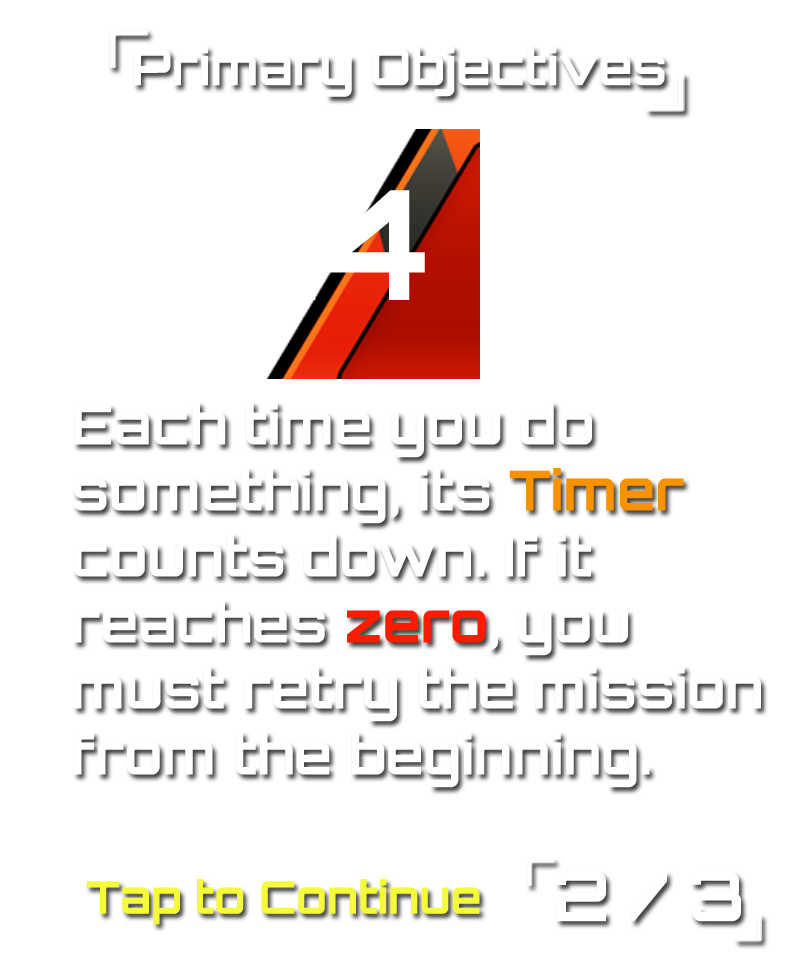 Primary Objectives
4
Each time you do
something, its Timer
counts down. If it
reaches zero, you
must retry the mission
from the beginning.
Tap to Continue
2 / 3